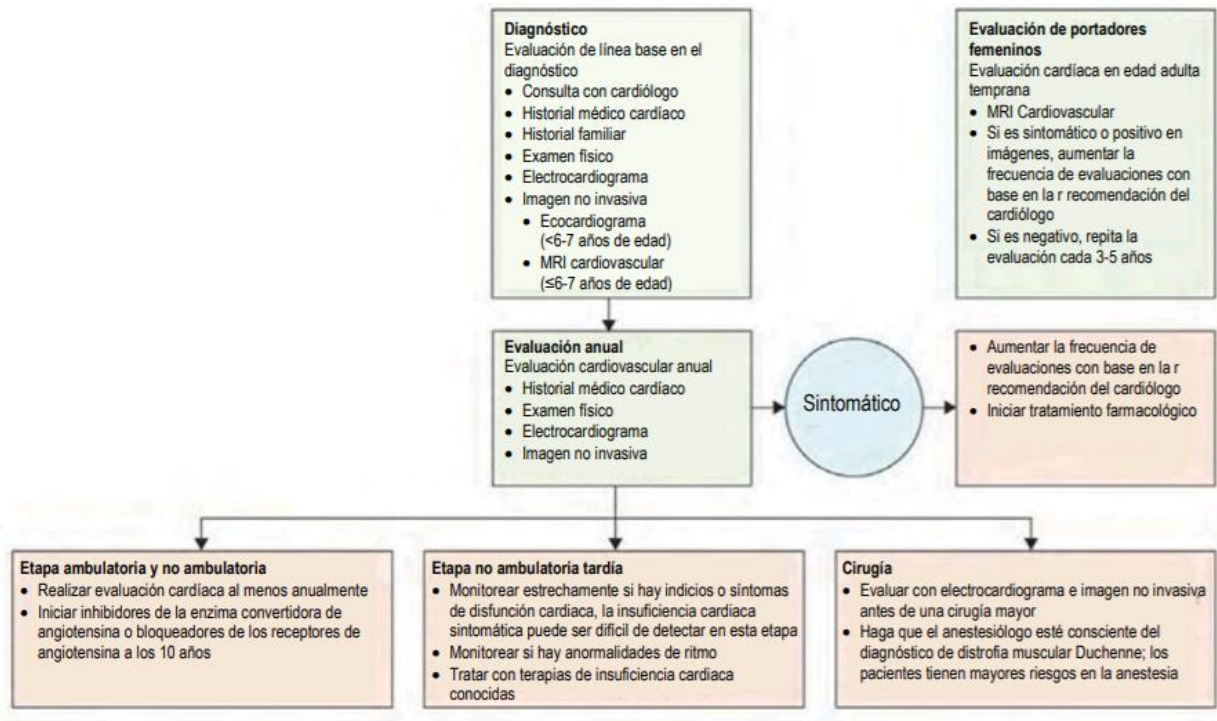 Diagnóstico
Evaluación de línea base en el
diagnóstico
• Consulta con cardiólogo
• Historial médico cardíaco
• Historial familiar
• Examen físico
• Electrocardiograma
• Imagen no invasiva
• Ecocardiograma
(<6-7 años de edad)
• MRI cardiovascular
(≤6-7 años de edad)
Evaluación de portadores
femeninos
Evaluación cardíaca en edad adulta
temprana
• MRI Cardiovascular
• Si es sintomático o positivo en
imágenes, aumentar la
frecuencia de evaluaciones con
base en la r recomendación del
cardiólogo
• Si es negativo, repita la
evaluación cada 3-5 años
Evaluación anual
Evaluación cardiovascular anual
• Historial médico cardíaco
• Examen físico
• Electrocardiograma
• Imagen no invasiva
Sintomático
• Aumentar la frecuencia de
evaluaciones con base en la r
recomendación del cardiólogo
• Iniciar tratamiento farmacológico
Etapa ambulatoria y no ambulatoria
• Realizar evaluación cardíaca al menos anualmente
• Iniciar inhibidores de la enzima convertidora de
angiotensina o bloqueadores de los receptores de
angiotensina a los 10 años
Etapa no ambulatoria tardía
• Monitorear estrechamente si hay indicios o síntomas
de disfunción cardiaca, la insuficiencia cardiaca
sintomática puede ser difícil de detectar en esta etapa
• Monitorear si hay anormalidades de ritmo
• Tratar con terapias de insuficiencia cardiaca
conocidas
Cirugía
• Evaluar con electrocardiograma e imagen no invasiva
antes de una cirugía mayor
• Haga que el anestesiólogo esté consciente del
diagnóstico de distrofia muscular Duchenne; los
pacientes tienen mayores riesgos en la anestesia